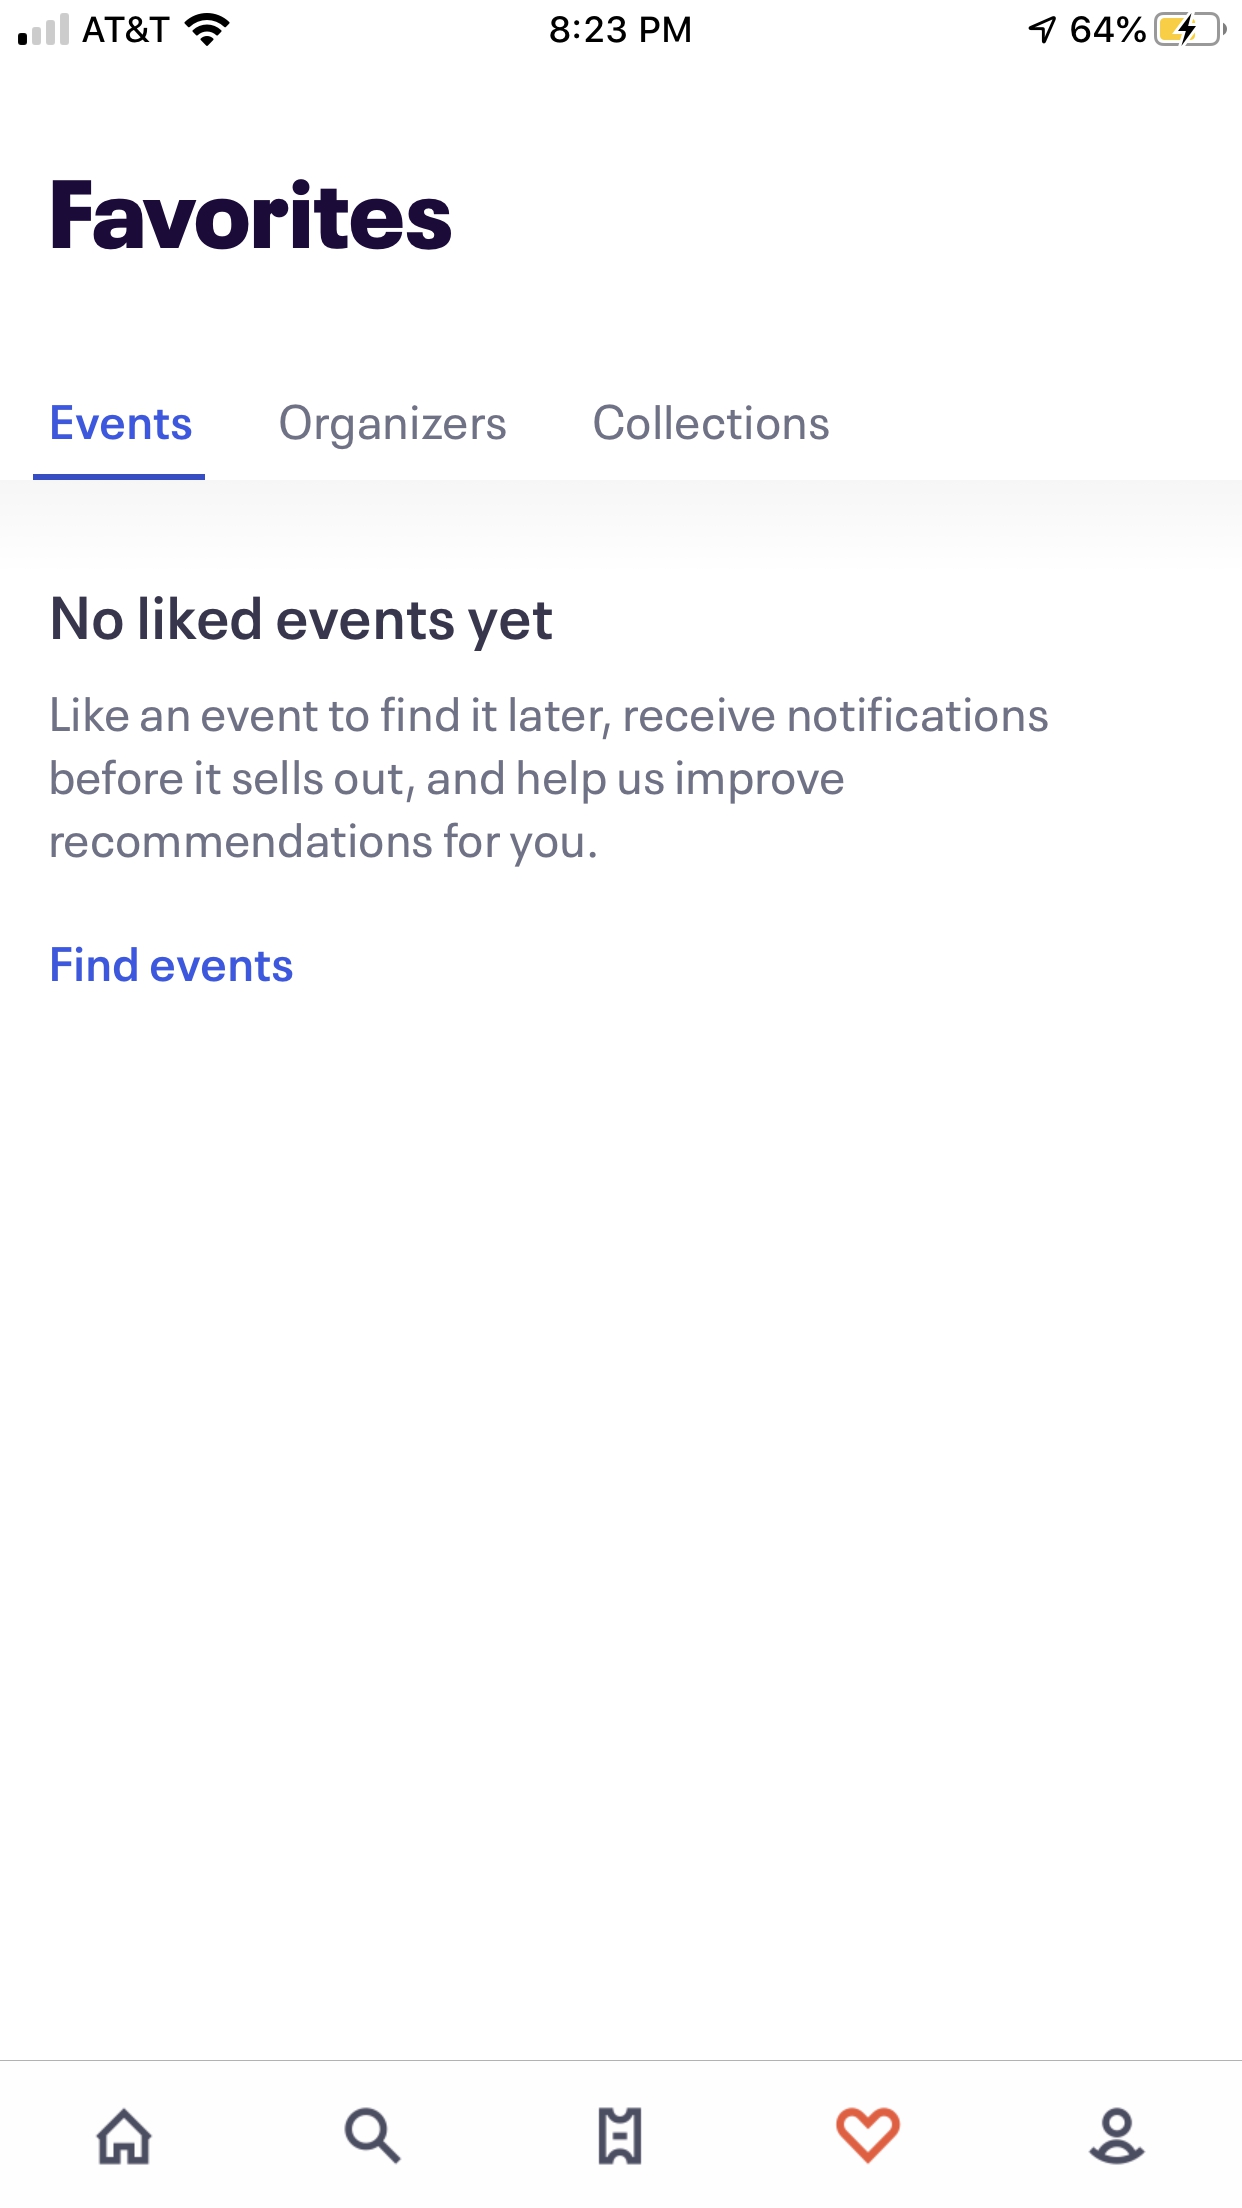 AT&T 8:23 PM 64%
Favorites
Events Organizers Collections
No liked events yet
Like an event to find it later, receive notifications
before it sells out, and help us improve
recommendations for you.
Find events